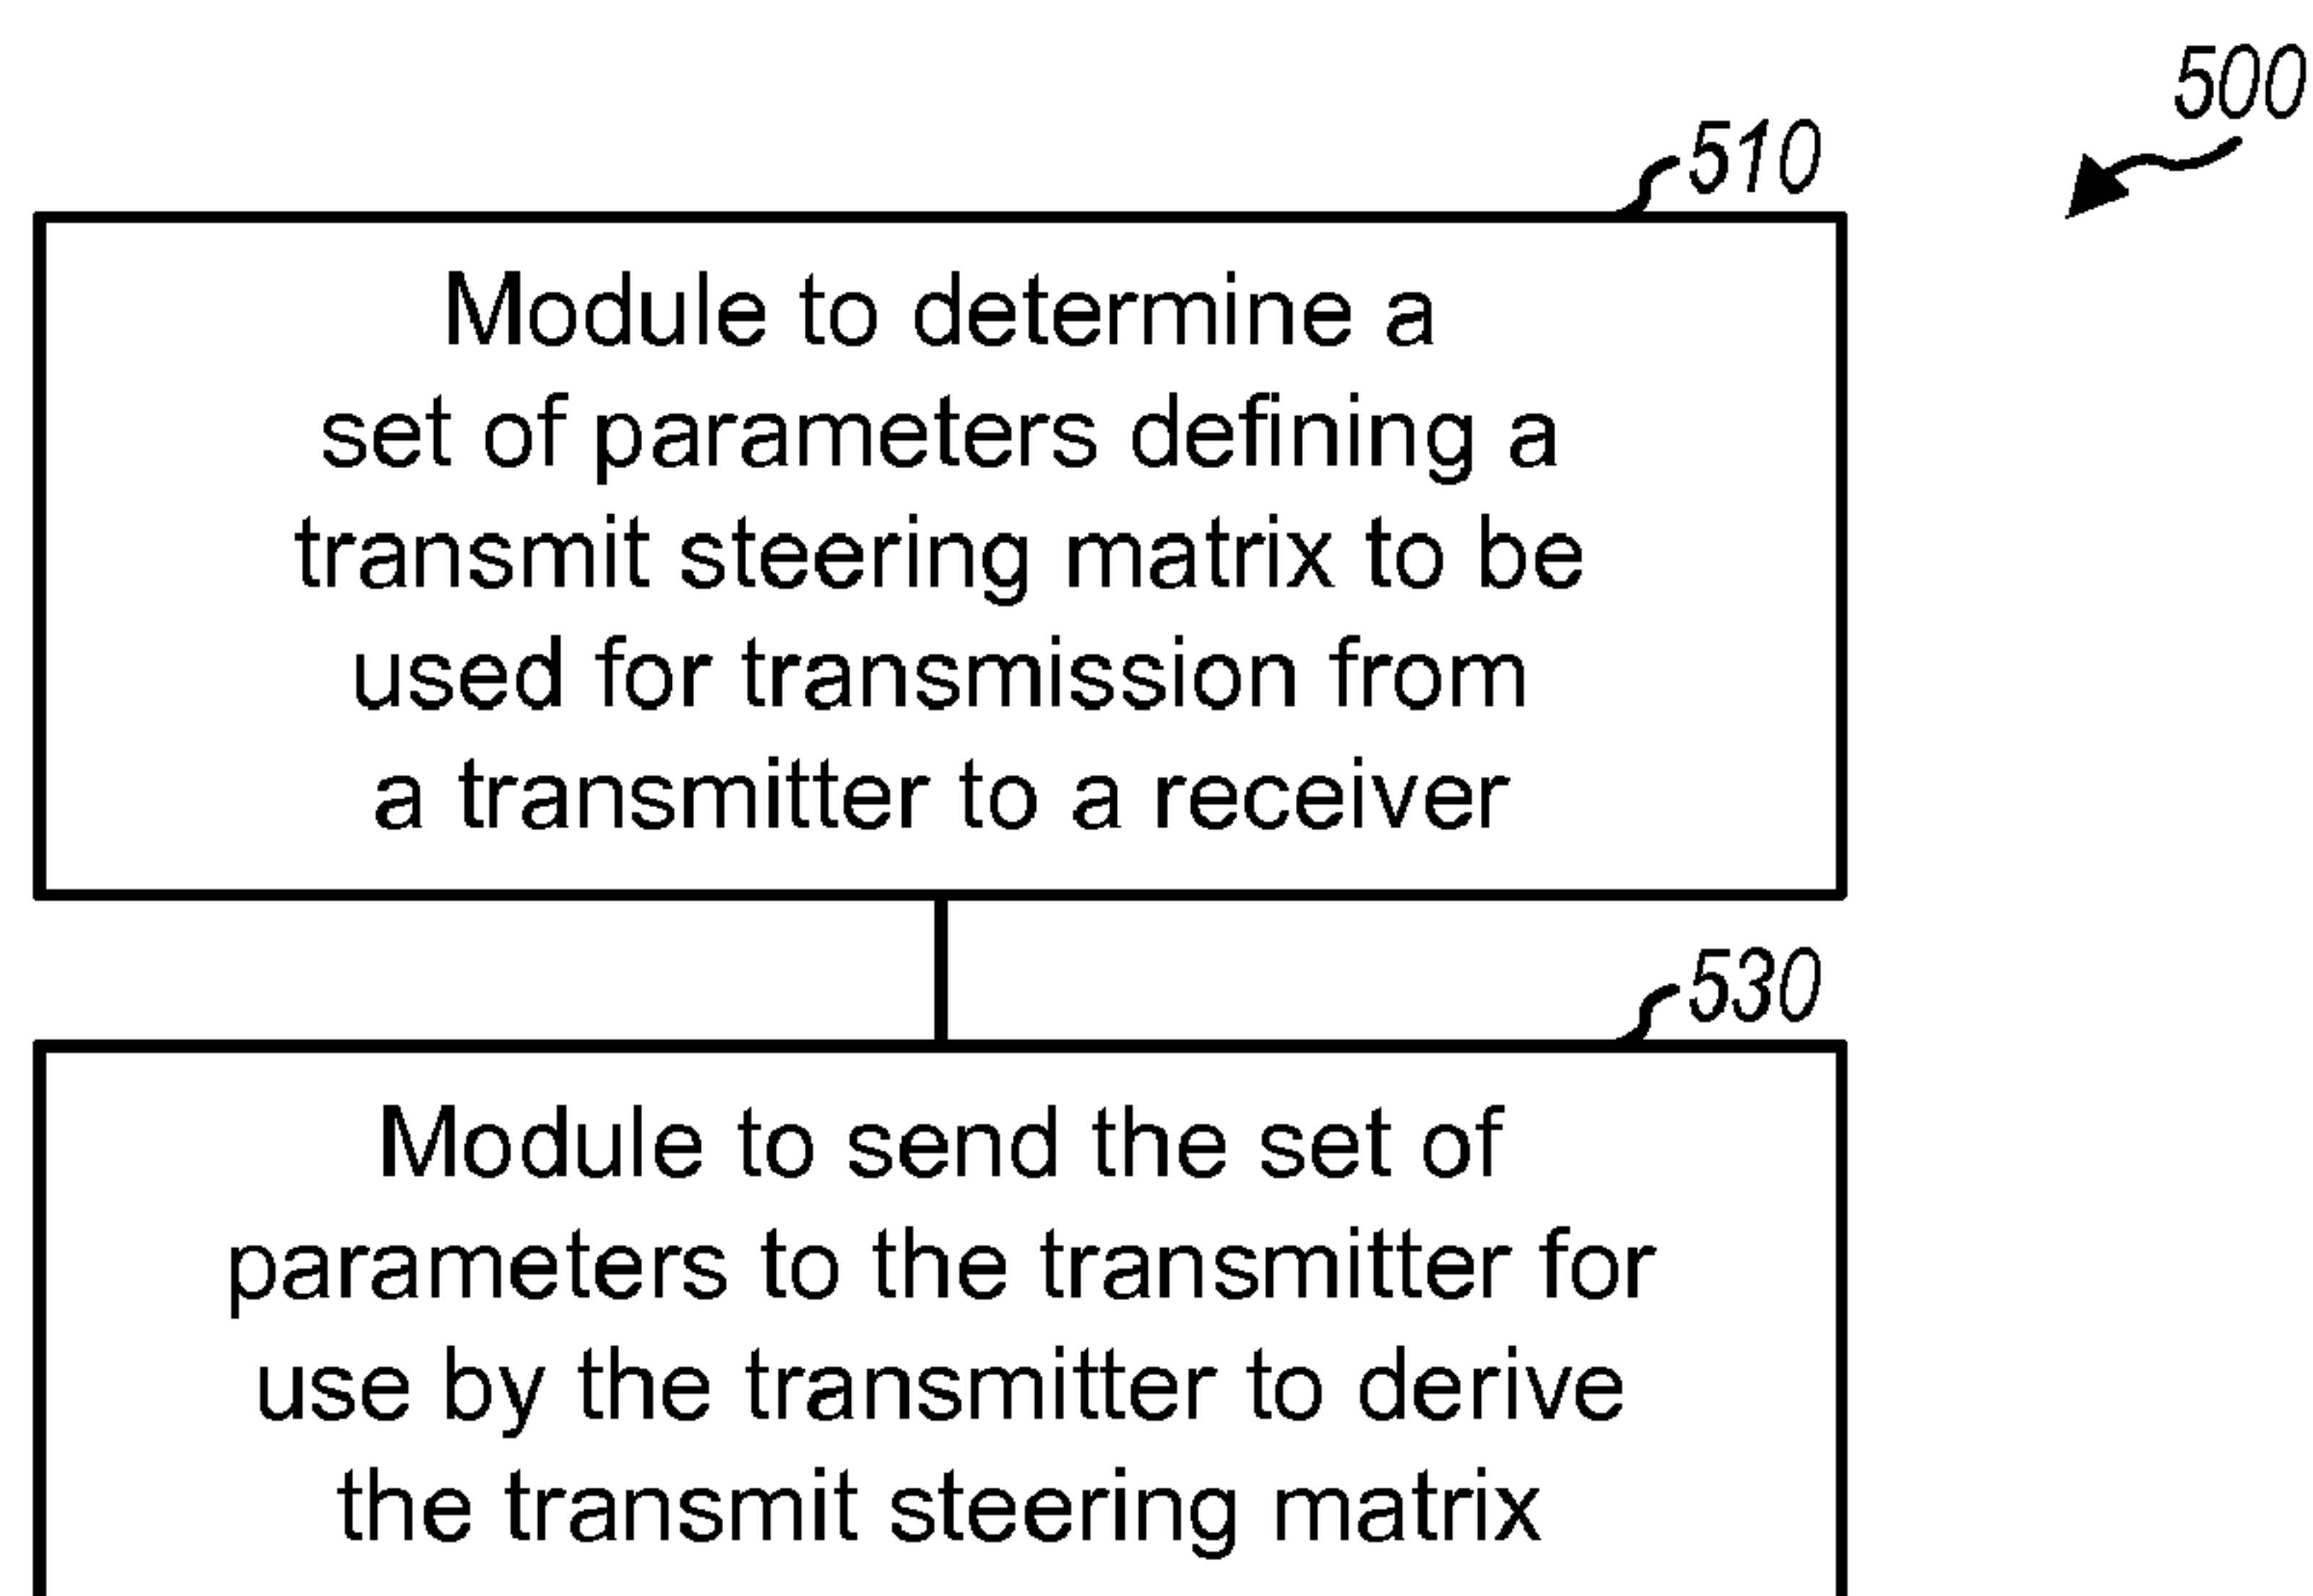 500
510
Module to determine a
set of parameters defining a
transmit steering matrix to be
used for transmission from
a transmitter to a receiver
530
Module to send the set of
parameters to the transmitter for
use by the transmitter to derive
the transmit steering matrix